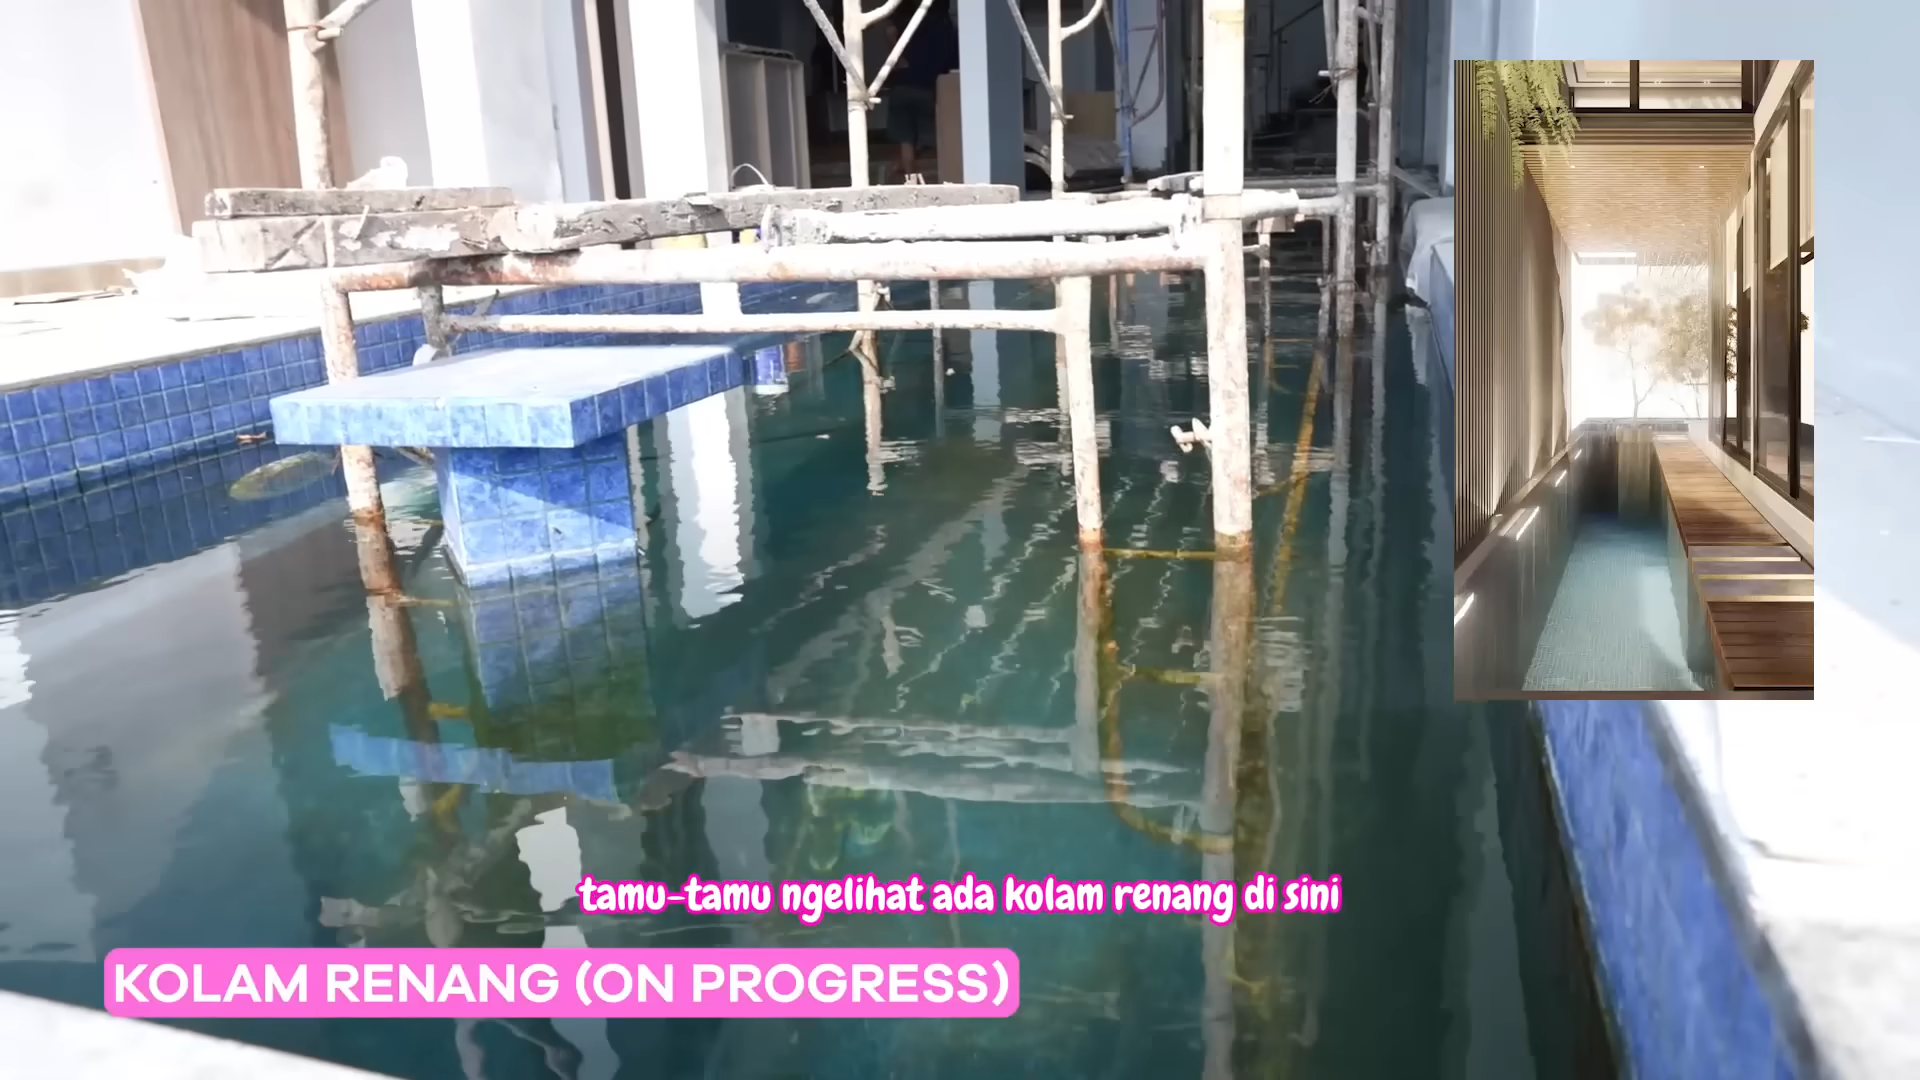 tamu-tamu ngelihat ada kolam renang di sini
KOLAM RENANG (ON PROGRESS)